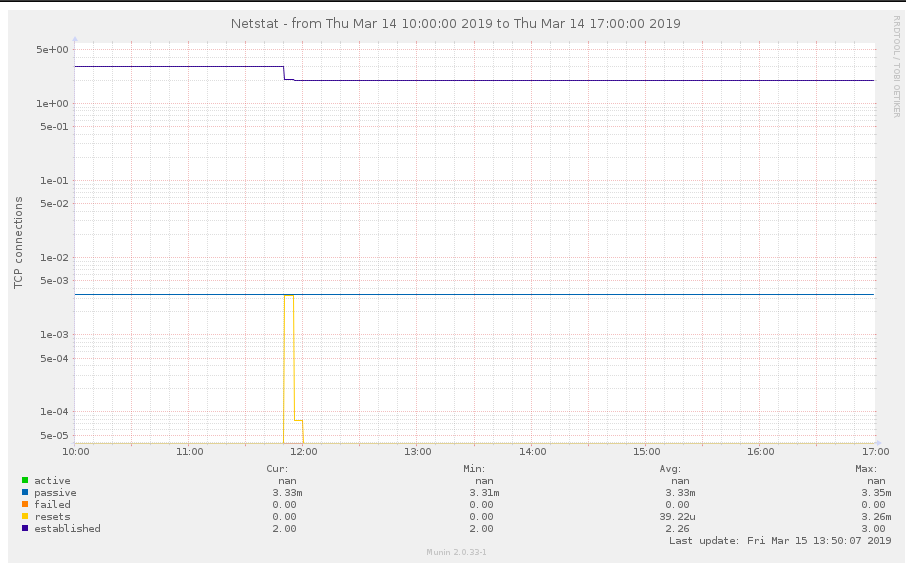 Netstat - from Thu Mar 14 10:00:00 2019 to Thu Mar 14 17:00:00 2019
RRDTOOL / TOBI OETIKER
TCP connections
5e+00
1e+00
5e-01
1e-01
5e-02
1e-02
5e-03
1e-03
5e-04
1e-04
5e-05
10:00 11:00 12:00 13:00 14:00 15:00 16:00 17:00
Cur: Min: Avg: Max:
active nan nan nan nan
passive 3.33m 3.31m 3.33m 3.35m
failed 0.00 0.00 0.00 0.00
resets 0.00 0.00 39.22u 3.26m
established 2.00 2.00 2.26 3.00
Last update: Fri Mar 15 13:50:07 2019
Munin 2.0.33-1